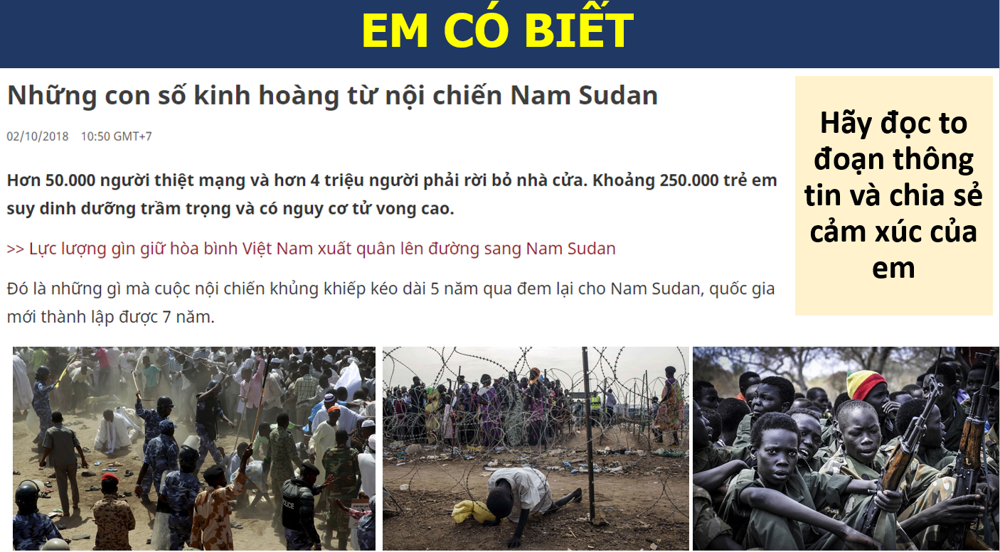 EM CÓ BIẾT
Những con số kinh hoàng từ nội chiến Nam Sudan
02/10/2018 10:50 GMT+7
Hơn 50.000 người thiệt mạng và hơn 4 triệu người phải rời bỏ nhà cửa. Khoảng 250.000 trẻ em
suy dinh dưỡng trầm trọng và có nguy cơ tử vong cao.
>> Lực lượng gìn giữ hòa bình Việt Nam xuất quân lên đường sang Nam Sudan
Đó là những gì mà cuộc nội chiến khủng khiếp kéo dài 5 năm qua đem lại cho Nam Sudan, quốc gia
mới thành lập được 7 năm.
Hãy đọc to
đoạn thông
tin và chia sẻ
cảm xúc của
em
POLICE